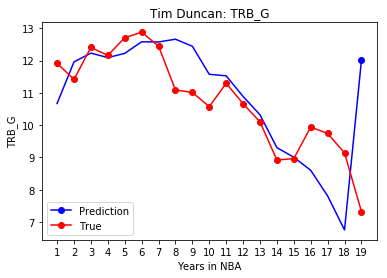 Tim Duncan: TRB_G
13
12
11
10
9
8
7
TRB_G
Prediction
True
1 2 3 4 5 6 7 8 9 10 11 12 13 14 15 16 17 18 19
Years in NBA